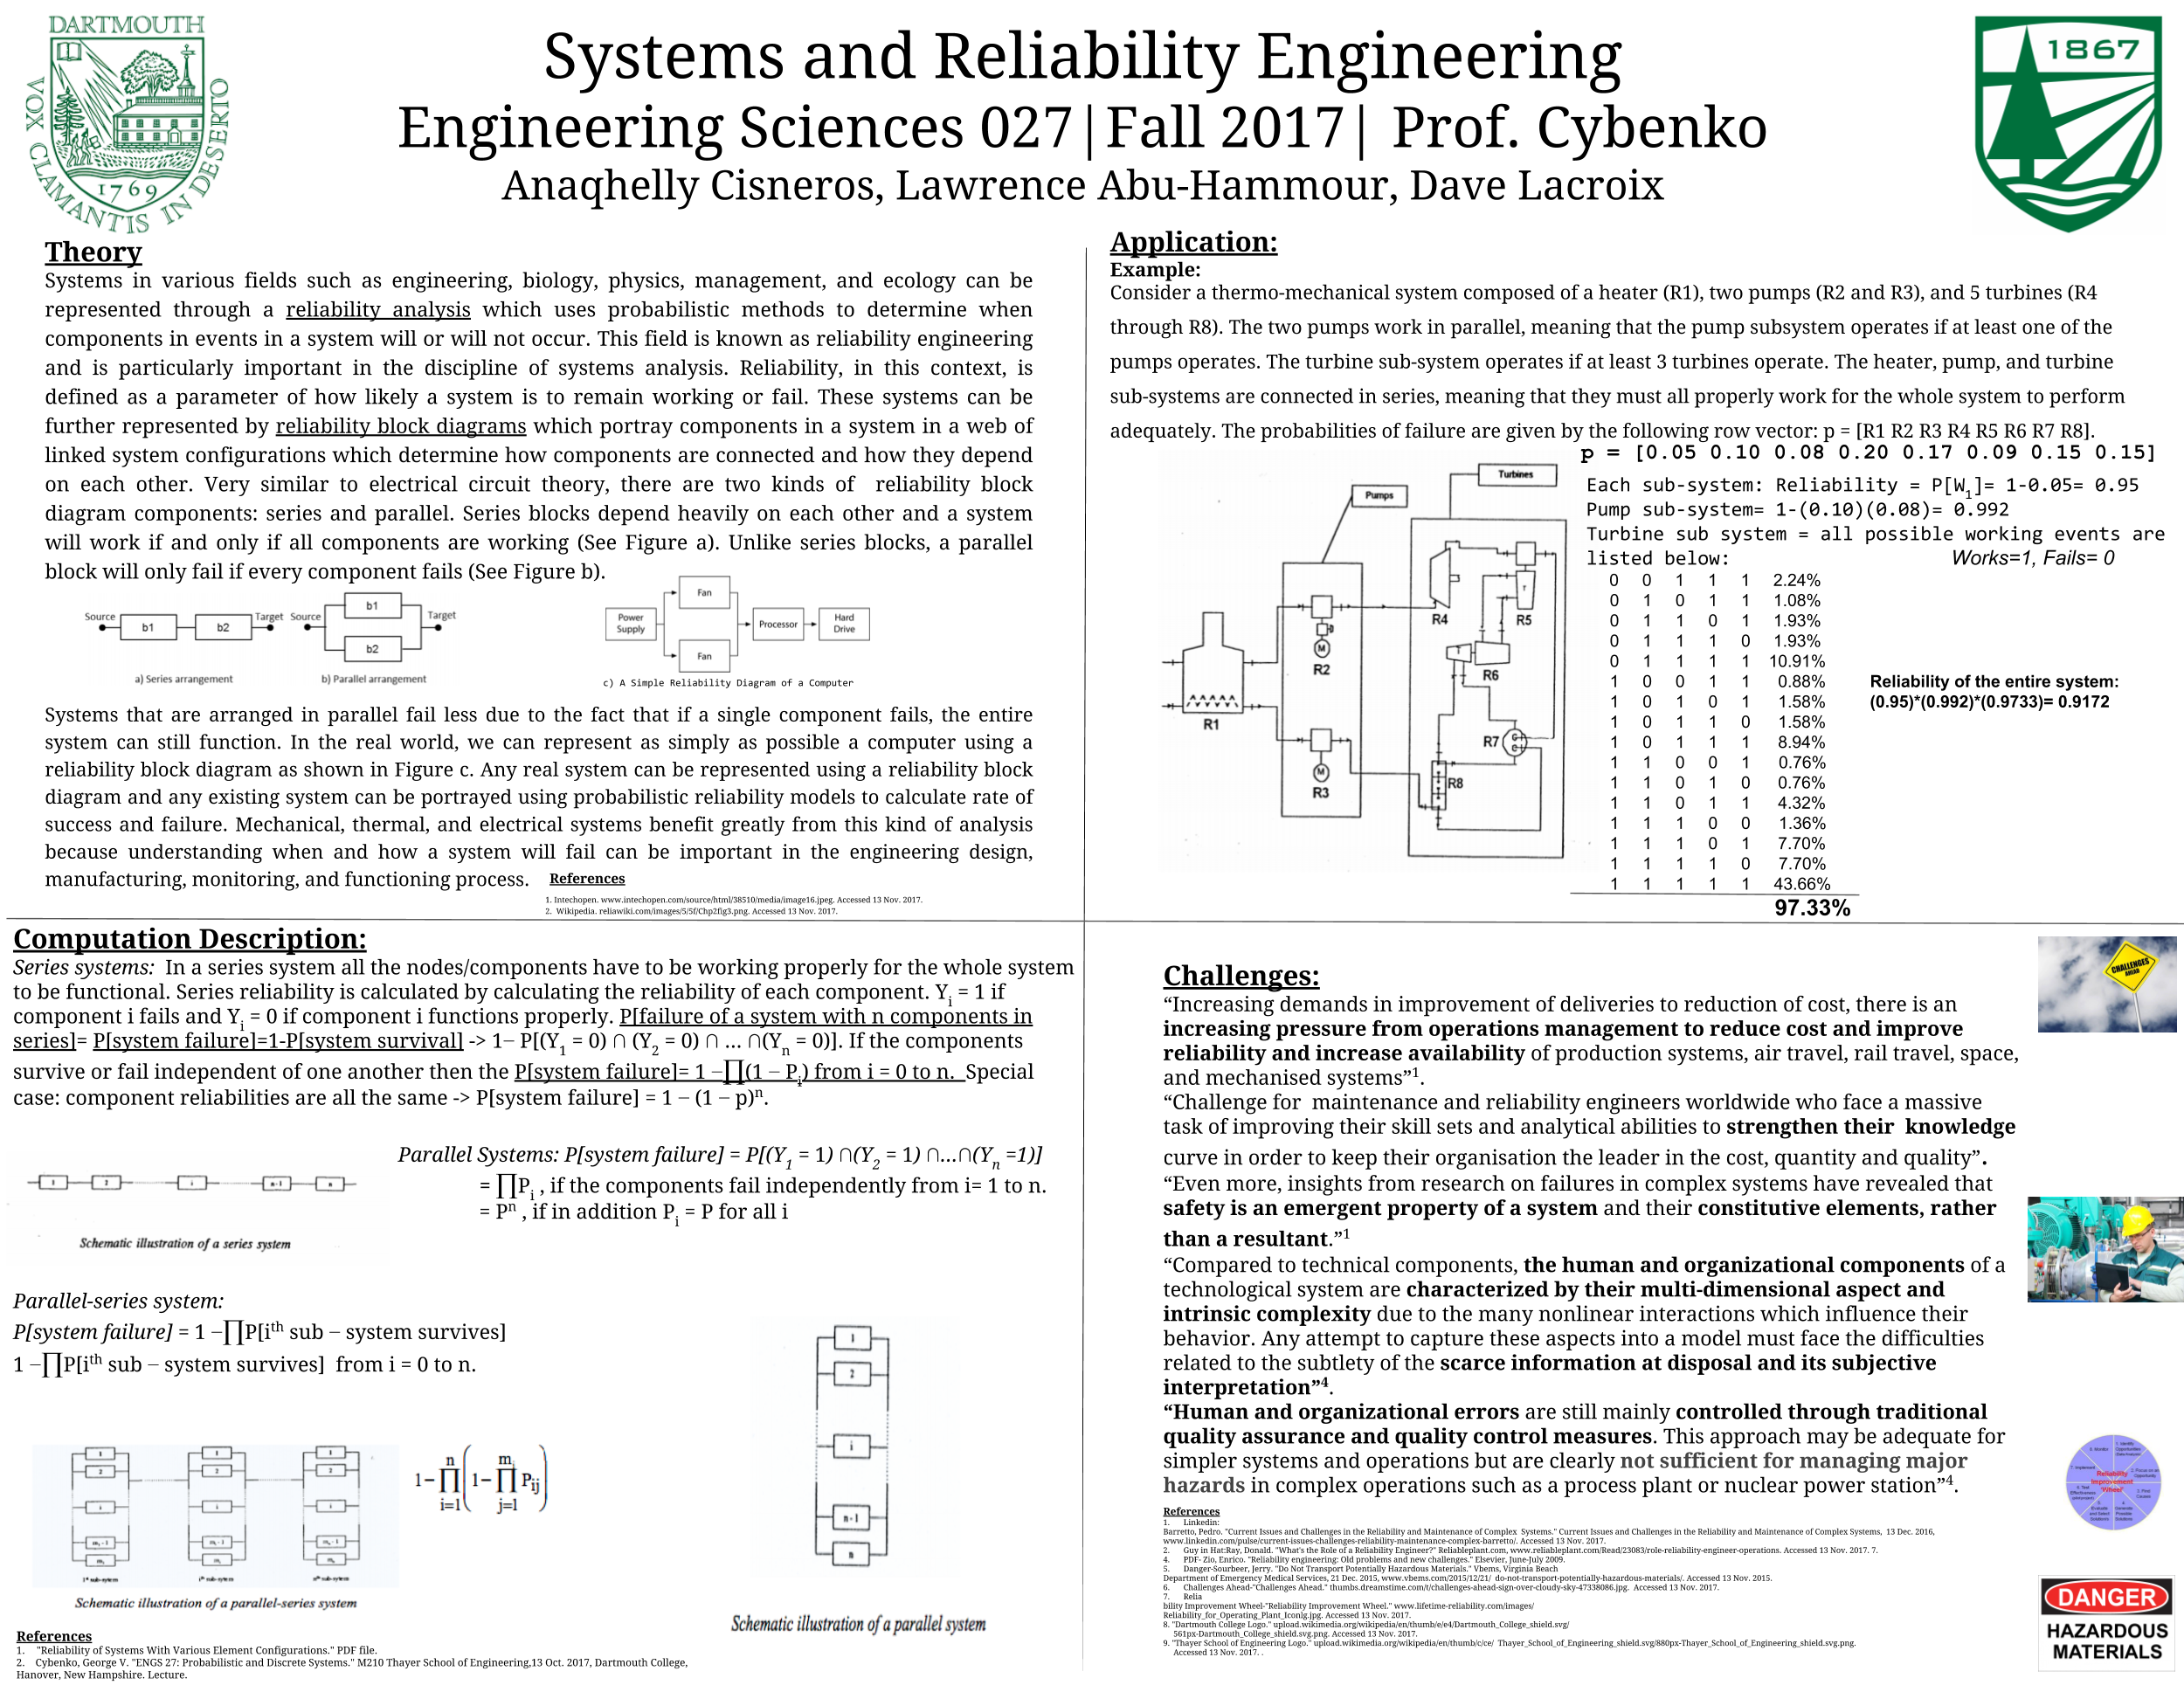 DARTMOUTH
VOX CLAMANTIS IN DESERTO
1769
Systems and Reliability Engineering
Engineering Sciences 027|Fall 2017| Prof. Cybenko
Anaqhelly Cisneros, Lawrence Abu-Hammour, Dave Lacroix
1867
Theory
Systems in various fields such as engineering, biology, physics, management, and ecology can be
represented through a reliability analysis which uses probabilistic methods to determine when
components in events in a system will or will not occur. This field is known as reliability engineering
and is particularly important in the discipline of systems analysis. Reliability, in this context, is
defined as a parameter of how likely a system is to remain working or fail. These systems can be
further represented by reliability block diagrams which portray components in a system in a web of
linked system configurations which determine how components are connected and how they depend
on each other. Very similar to electrical circuit theory, there are two kinds of reliability block
diagram components: series and parallel. Series blocks depend heavily on each other and a system
will work if and only if all components are working (See Figure a). Unlike series blocks, a parallel
block will only fail if every component fails (See Figure b).
Source b1 b2 Target
a) Series arrangement
Source b1 b2 Target
b) Parallel arrangement
Power Supply
Fan
Fan
Processor
Hard Drive
c) A Simple Reliability Diagram of a Computer
Systems that are arranged in parallel fail less due to the fact that if a single component fails, the entire
system can still function. In the real world, we can represent as simply as possible a computer using a
reliability block diagram as shown in Figure c. Any real system can be represented using a reliability block
diagram and any existing system can be portrayed using probabilistic reliability models to calculate rate of
success and failure. Mechanical, thermal, and electrical systems benefit greatly from this kind of analysis
because understanding when and how a system will fail can be important in the engineering design,
manufacturing, monitoring, and functioning process.
References
1. Intechopen. www.intechopen.com/source/html/38510/media/image16.jpeg. Accessed 13 Nov. 2017.
2. Wikipedia. reliawiki.com/images/5/5f/Chp2fig3.png. Accessed 13 Nov. 2017.
Application:
Example:
Consider a thermo-mechanical system composed of a heater (R1), two pumps (R2 and R3), and 5 turbines (R4
through R8). The two pumps work in parallel, meaning that the pump subsystem operates if at least one of the
pumps operates. The turbine sub-system operates if at least 3 turbines operate. The heater, pump, and turbine
sub-systems are connected in series, meaning that they must all properly work for the whole system to perform
adequately. The probabilities of failure are given by the following row vector: p = [R1 R2 R3 R4 R5 R6 R7 R8].
p = [0.05 0.10 0.08 0.20 0.17 0.09 0.15 0.15]
Turbines
Pumps
R1
R2
R3
R4
R5
R6
R7
R8
M
M
T
T
Each sub-system: Reliability = P[W1]= 1-0.05= 0.95
Pump sub-system= 1-(0.10)(0.08)= 0.992
Turbine sub system = all possible working events are
listed below: Works=1, Fails= 0
0 0 1 1 1 2.24%
0 1 0 1 1 1.08%
0 1 1 0 1 1.93%
0 1 1 1 0 1.93%
0 1 1 1 1 10.91%
1 0 0 1 1 0.88%
1 0 1 0 1 1.58%
1 0 1 1 0 1.58%
1 0 1 1 1 8.94%
1 1 0 0 1 0.76%
1 1 0 1 0 0.76%
1 1 0 1 1 4.32%
1 1 1 0 0 1.36%
1 1 1 0 1 7.70%
1 1 1 1 0 7.70%
1 1 1 1 1 43.66%
97.33%
Reliability of the entire system:
(0.95)*(0.992)*(0.9733)= 0.9172
Computation Description:
Series systems: In a series system all the nodes/components have to be working properly for the whole system
to be functional. Series reliability is calculated by calculating the reliability of each component. Yi = 1 if
component i fails and Yi = 0 if component i functions properly. P[failure of a system with n components in
series]= P[system failure]=1-P[system survival] -> 1− P[(Y1 = 0) ∩ (Y2 = 0) ∩ … ∩(Yn = 0)]. If the components
survive or fail independent of one another then the P[system failure]= 1 −∏(1 − Pi) from i = 0 to n. Special
case: component reliabilities are all the same -> P[system failure] = 1 − (1 − p)ⁿ.
1 2 i n-1 n
Schematic illustration of a series system
Parallel Systems: P[system failure] = P[(Y1 = 1) ∩(Y2 = 1) ∩…∩(Yn =1)]
= ∏Pi , if the components fail independently from i= 1 to n.
= Pⁿ , if in addition Pi = P for all i
Parallel-series system:
P[system failure] = 1 −∏P[ith sub − system survives]
1 −∏P[ith sub − system survives] from i = 0 to n.
1 2 i n-1 n
Schematic illustration of a parallel system
Schematic illustration of a parallel-series system
1-∏ n i=1 (1-∏ mi j=1 Pij)
References
1. "Reliability of Systems With Various Element Configurations." PDF file.
2. Cybenko, George V. "ENGS 27: Probabilistic and Discrete Systems." M210 Thayer School of Engineering,13 Oct. 2017, Dartmouth College,
Hanover, New Hampshire. Lecture.
Challenges:
“Increasing demands in improvement of deliveries to reduction of cost, there is an
increasing pressure from operations management to reduce cost and improve
reliability and increase availability of production systems, air travel, rail travel, space,
and mechanised systems”1.
“Challenge for maintenance and reliability engineers worldwide who face a massive
task of improving their skill sets and analytical abilities to strengthen their knowledge
curve in order to keep their organisation the leader in the cost, quantity and quality”.
“Even more, insights from research on failures in complex systems have revealed that
safety is an emergent property of a system and their constitutive elements, rather
than a resultant.”1
“Compared to technical components, the human and organizational components of a
technological system are characterized by their multi-dimensional aspect and
intrinsic complexity due to the many nonlinear interactions which influence their
behavior. Any attempt to capture these aspects into a model must face the difficulties
related to the subtlety of the scarce information at disposal and its subjective
interpretation”4.
“Human and organizational errors are still mainly controlled through traditional
quality assurance and quality control measures. This approach may be adequate for
simpler systems and operations but are clearly not sufficient for managing major
hazards in complex operations such as a process plant or nuclear power station”4.
References
1. Linkedin:
Barretto, Pedro. "Current Issues and Challenges in the Reliability and Maintenance of Complex Systems." Current Issues and Challenges in the Reliability and Maintenance of Complex Systems, 13 Dec. 2016,
www.linkedin.com/pulse/current-issues-challenges-reliability-maintenance-complex-barretto/. Accessed 13 Nov. 2017.
2. Guy in Hat:Ray, Donald. "What's the Role of a Reliability Engineer?" Reliableplant.com, www.reliableplant.com/Read/23083/role-reliability-engineer-operations. Accessed 13 Nov. 2017. 7.
4. PDF- Zio, Enrico. "Reliability engineering: Old problems and new challenges." Elsevier, June-July 2009.
5. Danger-Sourbeer, Jerry. "Do Not Transport Potentially Hazardous Materials." Vbems, Virginia Beach
Department of Emergency Medical Services, 21 Dec. 2015, www.vbems.com/2015/12/21/ do-not-transport-potentially-hazardous-materials/. Accessed 13 Nov. 2015.
6. Challenges Ahead-"Challenges Ahead." thumbs.dreamstime.com/t/challenges-ahead-sign-over-cloudy-sky-47338086.jpg. Accessed 13 Nov. 2017.
7. Relia
bility Improvement Wheel-"Reliability Improvement Wheel." www.lifetime-reliability.com/images/
Reliability_for_Operating_Plant_Iconlg.jpg. Accessed 13 Nov. 2017.
8. "Dartmouth College Logo." upload.wikimedia.org/wikipedia/en/thumb/e/e4/Dartmouth_College_shield.svg/
561px-Dartmouth_College_shield.svg.png. Accessed 13 Nov. 2017.
9. "Thayer School of Engineering Logo." upload.wikimedia.org/wikipedia/en/thumb/c/ce/ Thayer_School_of_Engineering_shield.svg/880px-Thayer_School_of_Engineering_shield.svg.png.
Accessed 13 Nov. 2017. .
CHALLENGES
AHEAD
Reliability
Improvement
'Wheel'
DANGER
HAZARDOUS
MATERIALS